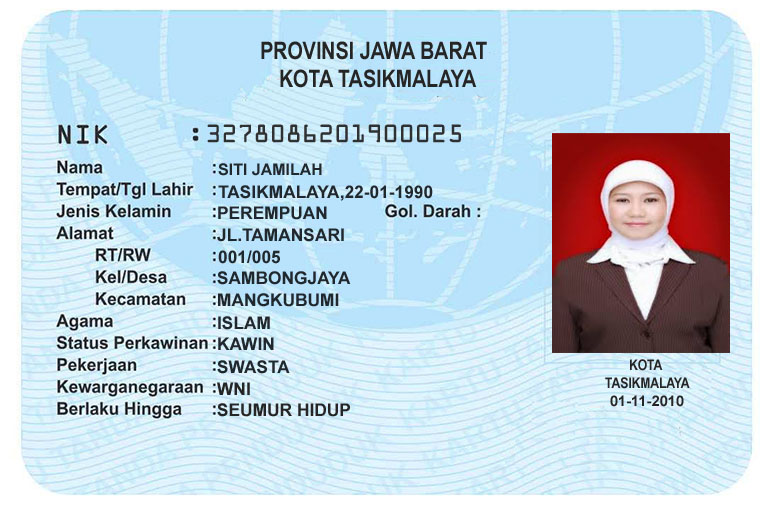 PROVINSI JAWA BARAT
KOTA TASIKMALAYA
NIK :3278086201900025
Nama :SITI JAMILAH
Tempat/Tgl Lahir :TASIKMALAYA,22-01-1990
Jenis Kelamin :PEREMPUAN Gol. Darah :
Alamat :JL.TAMANSARI
RT/RW :001/005
Kel/Desa :SAMBONGJAYA
Kecamatan :MANGKUBUMI
Agama :ISLAM
Status Perkawinan :KAWIN
Pekerjaan :SWASTA
Kewarganegaraan :WNI
Berlaku Hingga :SEUMUR HIDUP
KOTA
TASIKMALAYA
01-11-2010